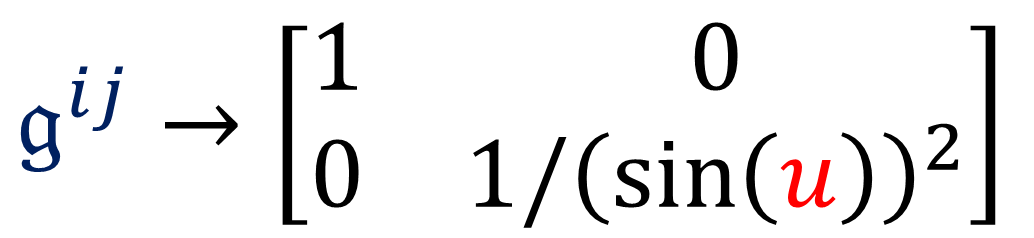 𝔤^{ij} → [1 0
0 1/(sin(u))²]